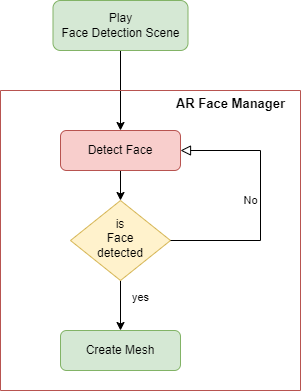 Play
Face Detection Scene
AR Face Manager
Detect Face
is
Face
detected
No
yes
Create Mesh